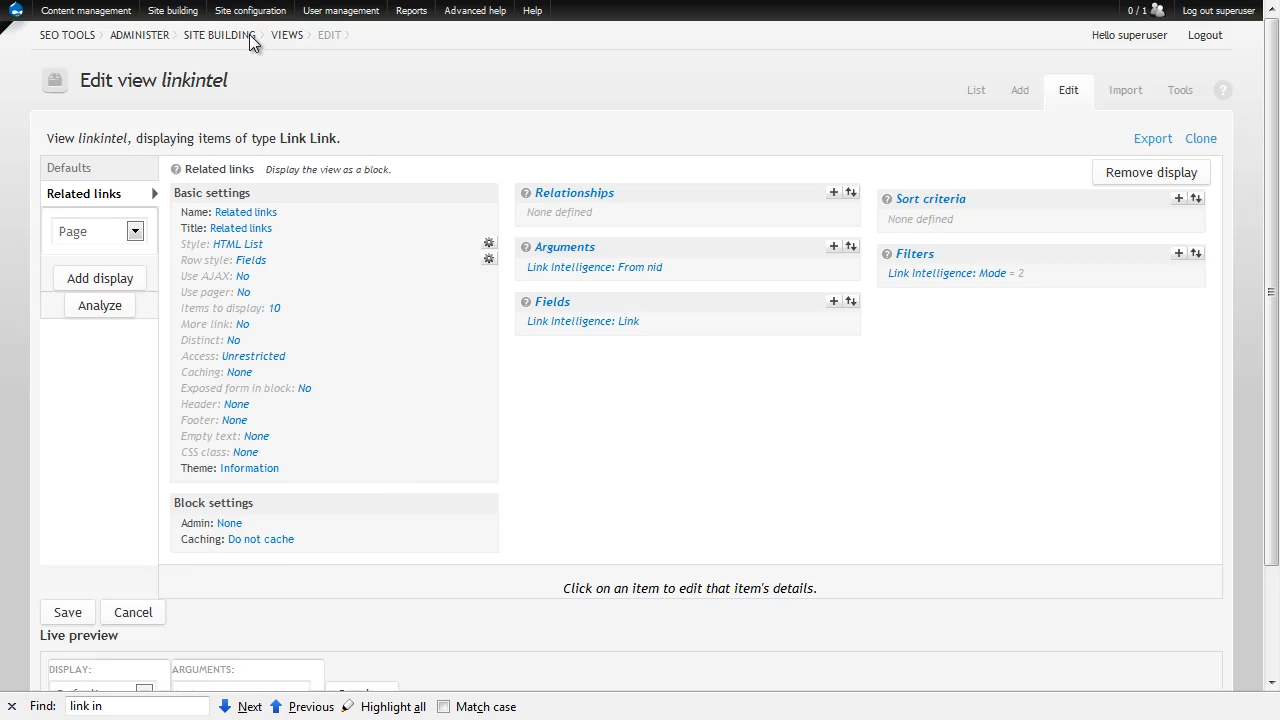 Content management Site building Site configuration User management Reports Advanced help Help 0 / 1 Log out superuser
SEO TOOLS ADMINISTER SITE BUILDING VIEWS EDIT Hello superuser Logout
Edit view linkintel
List Add Edit Import Tools ?
View linkintel, displaying items of type Link Link.
Export Clone
Defaults
Related links
Page
Add display
Analyze
? Related links Display the view as a block.
Remove display
Basic settings
Name: Related links
Title: Related links
Style: HTML List
Row style: Fields
Use AJAX: No
Use pager: No
Items to display: 10
More link: No
Distinct: No
Access: Unrestricted
Caching: None
Exposed form in block: No
Header: None
Footer: None
Empty text: None
CSS class: None
Theme: Information
Block settings
Admin: None
Caching: Do not cache
? Relationships
None defined
? Arguments
Link Intelligence: From nid
? Fields
Link Intelligence: Link
? Sort criteria
None defined
? Filters
Link Intelligence: Mode = 2
Click on an item to edit that item's details.
Save Cancel
Live preview
DISPLAY: ARGUMENTS:
Find: link in Next Previous Highlight all Match case